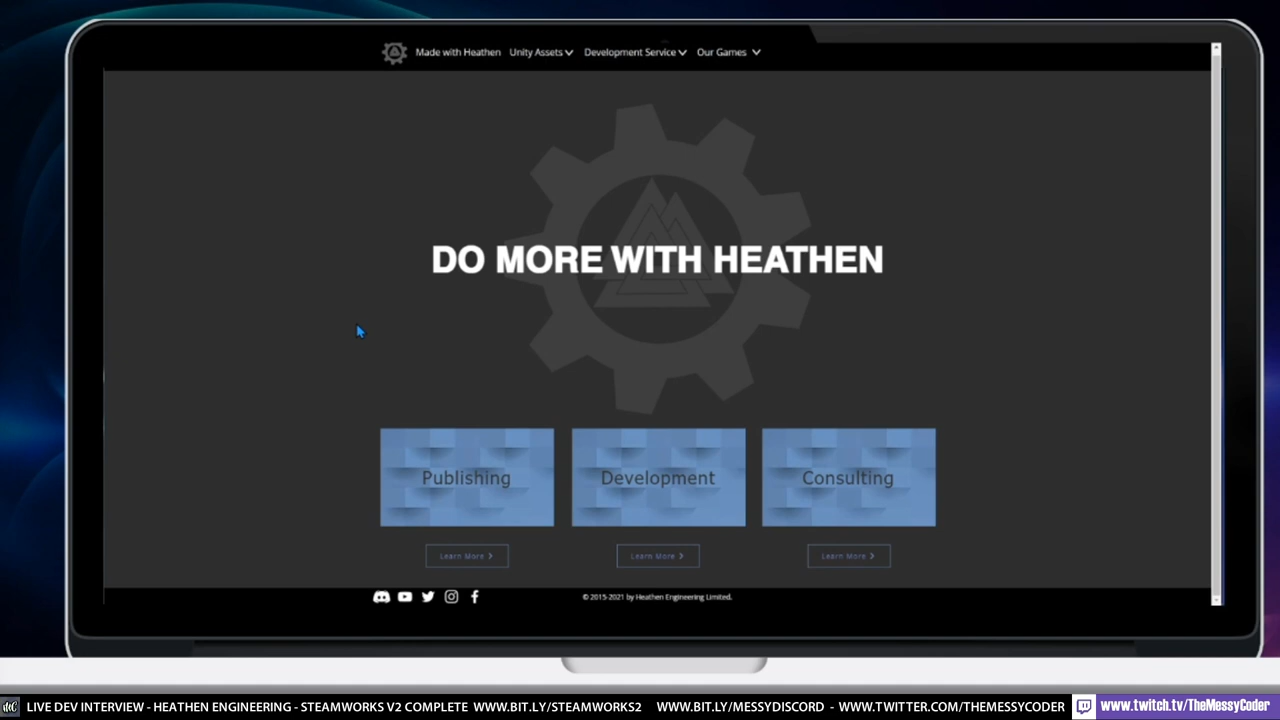 Made with Heathen Unity Assets Development Service Our Games
DO MORE WITH HEATHEN
Publishing Development Consulting
Learn More Learn More Learn More
© 2015-2021 by Heathen Engineering Limited.
LIVE DEV INTERVIEW - HEATHEN ENGINEERING - STEAMWORKS V2 COMPLETE WWW.BIT.LY/STEAMWORKS2 WWW.BIT.LY/MESSYDISCORD - WWW.TWITTER.COM/THEMESSYCODER www.twitch.tv/TheMessyCoder